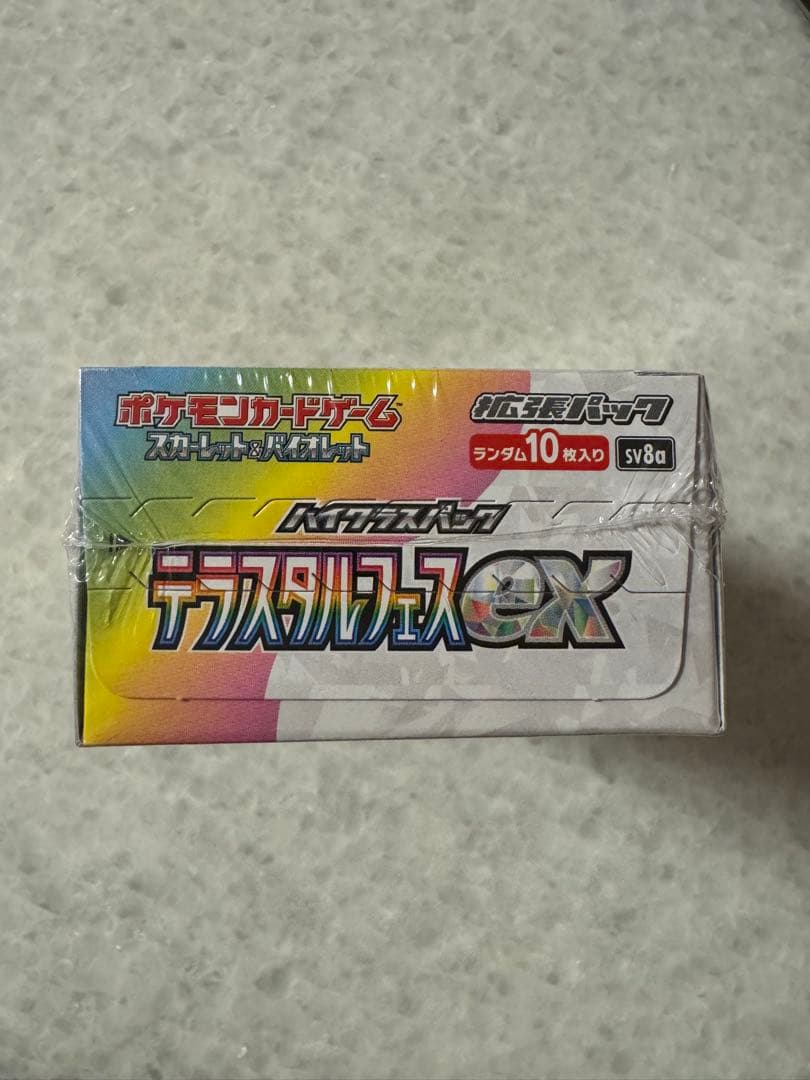 ポケモンカードゲーム
スカーレット&バイオレット
拡張パック
ランダム10枚入り
sv8a
ハイクラスパック
テラスタルフェスex